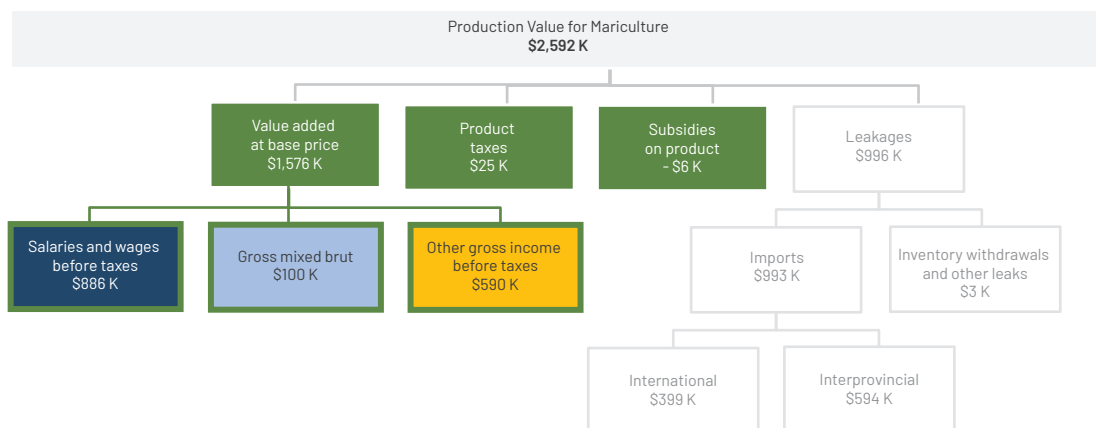 Production Value for Mariculture
$2,592 K
Value added
at base price
$1,576 K
Product
taxes
$25 K
Subsidies
on product
- $6 K
Leakages
$996 K
Salaries and wages
before taxes
$886 K
Gross mixed brut
$100 K
Other gross income
before taxes
$590 K
Imports
$993 K
Inventory withdrawals
and other leaks
$3 K
International
$399 K
Interprovincial
$594 K